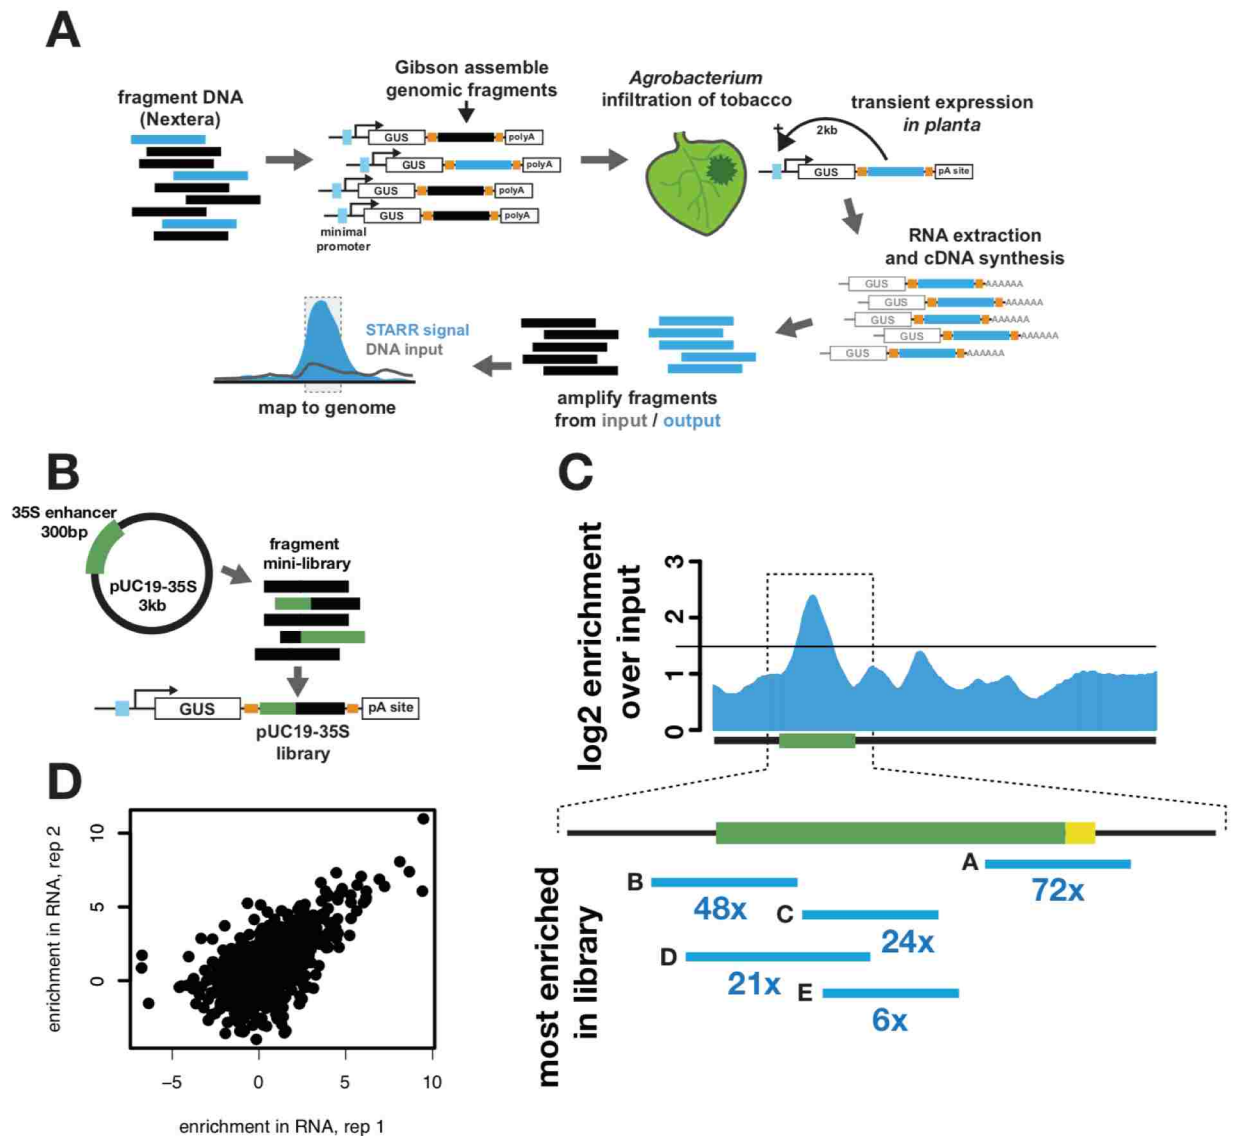 A
fragment DNA
(Nextera)
Gibson assemble
genomic fragments
GUS
polyA
GUS
polyA
GUS
polyA
GUS
polyA
minimal
promoter
Agrobacterium
infiltration of tobacco
transient expression
in planta
+
2kb
GUS
pA site
RNA extraction
and cDNA synthesis
GUS
AAAAAA
GUS
AAAAAA
GUS
AAAAAA
GUS
AAAAAA
GUS
AAAAAA
amplify fragments
from input / output
STARR signal
DNA input
map to genome
B
35S enhancer
300bp
pUC19-35S
3kb
fragment
mini-library
GUS
pA site
pUC19-35S
library
C
log2 enrichment
over input
3
2
1
0
most enriched
in library
A
72x
B
48x
C
24x
D
21x
E
6x
D
enrichment in RNA, rep 2
10
5
0
−5
0
5
10
enrichment in RNA, rep 1